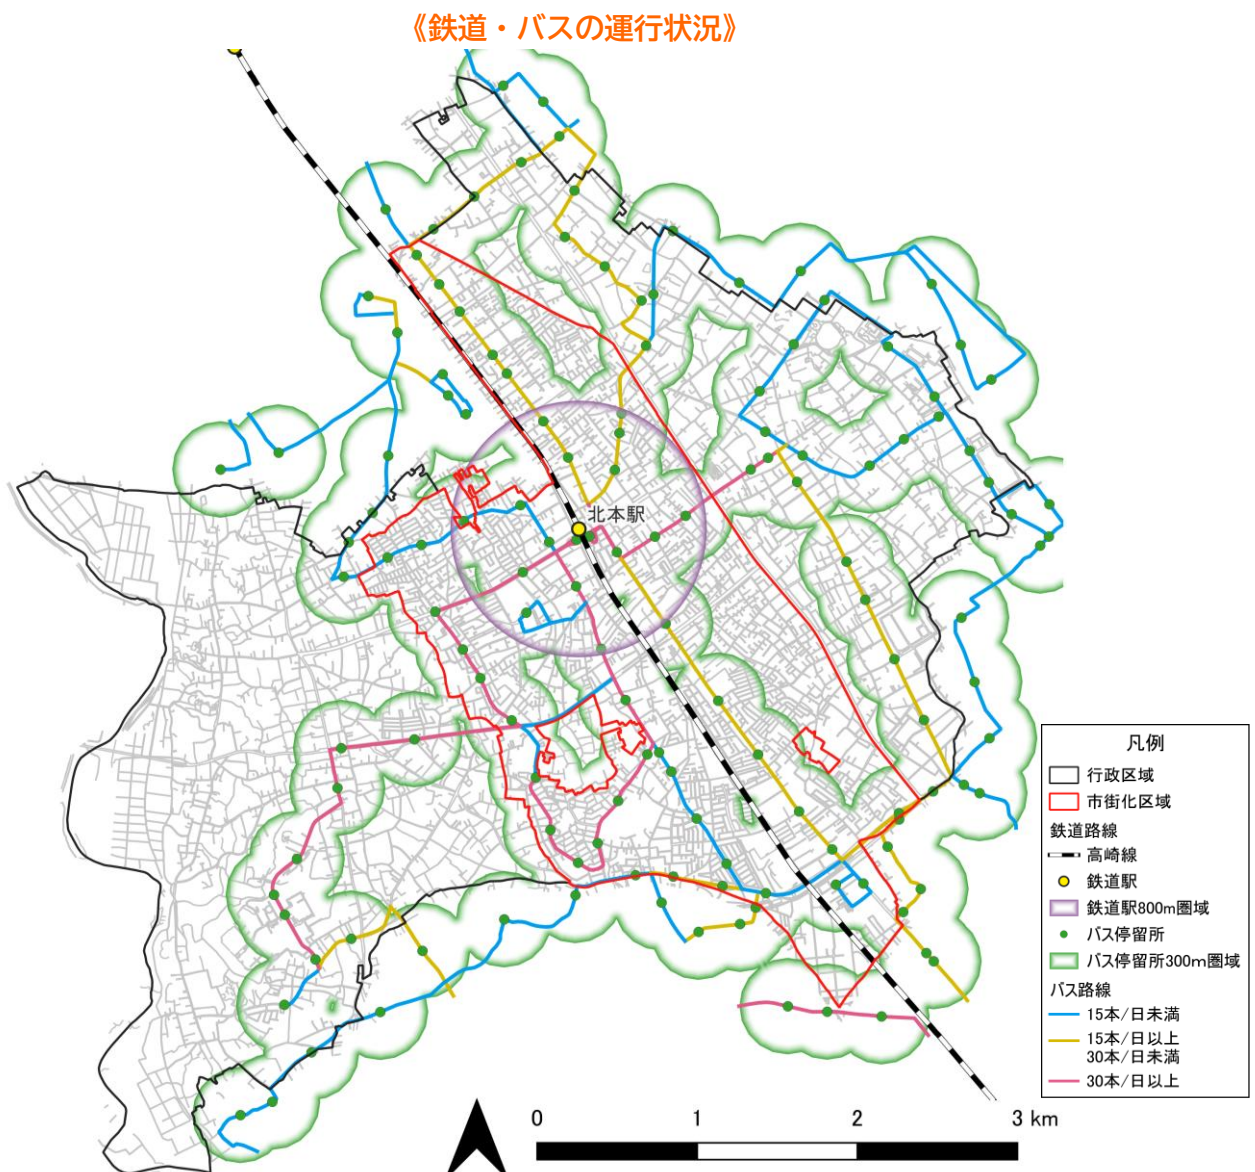 《鉄道・バスの運行状況》
北本駅
凡例
行政区域
市街化区域
鉄道路線
高崎線
鉄道駅
鉄道駅800m圏域
バス停留所
バス停留所300m圏域
バス路線
15本/日未満
15本/日以上
30本/日未満
30本/日以上
0 1 2 3 km